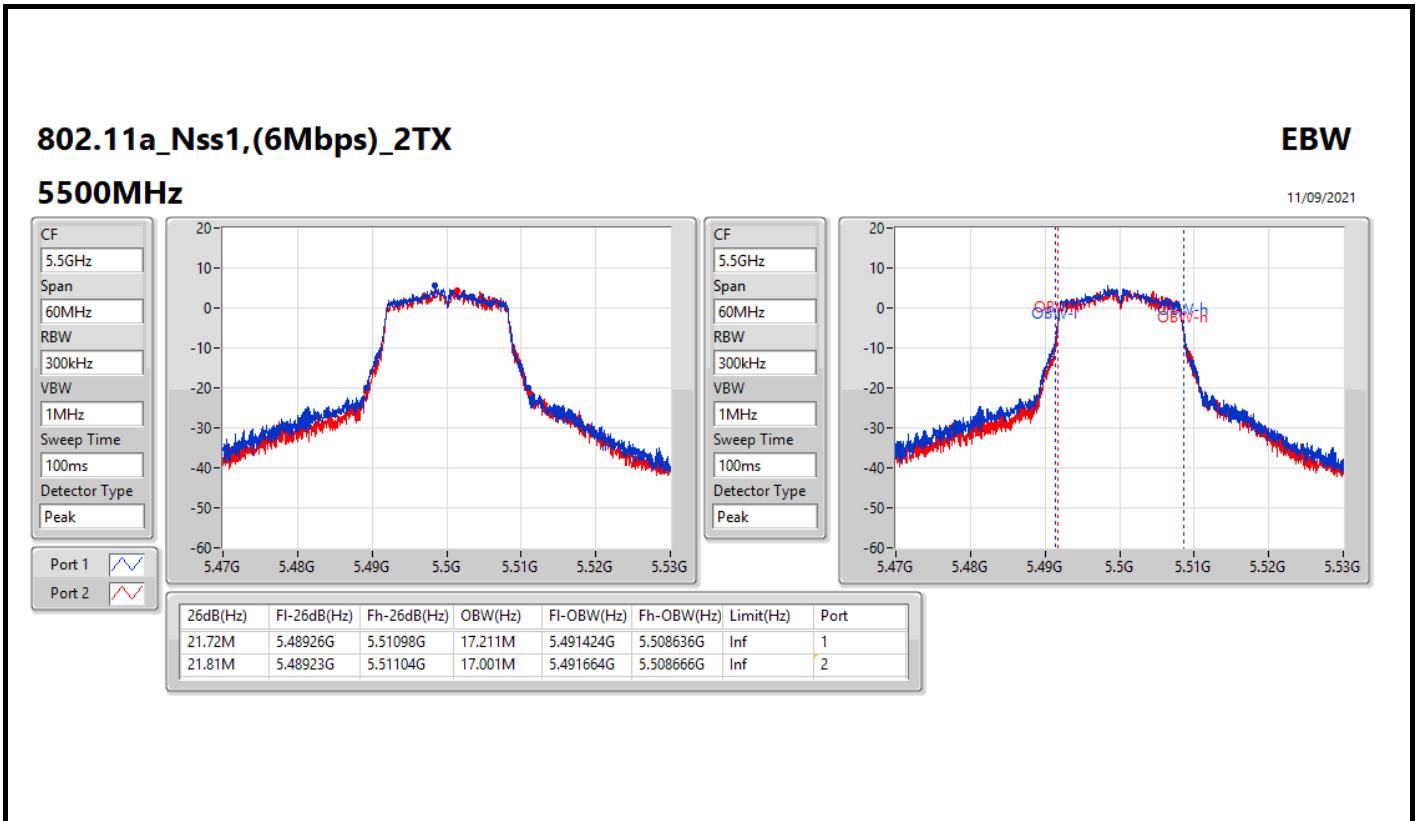 802.11a_Nss1,(6Mbps)_2TX
EBW
5500MHz
11/09/2021
CF
5.5GHz
Span
60MHz
RBW
300kHz
VBW
1MHz
Sweep Time
100ms
Detector Type
Peak
Port 1
Port 2
20
10
0
-10
-20
-30
-40
-50
-60
5.47G 5.48G 5.49G 5.5G 5.51G 5.52G 5.53G
CF
5.5GHz
Span
60MHz
RBW
300kHz
VBW
1MHz
Sweep Time
100ms
Detector Type
Peak
20
10
0
-10
-20
-30
-40
-50
-60
OBW-l
OBW-h
OBW-h
5.47G 5.48G 5.49G 5.5G 5.51G 5.52G 5.53G
26dB(Hz) Fl-26dB(Hz) Fh-26dB(Hz) OBW(Hz) Fl-OBW(Hz) Fh-OBW(Hz) Limit(Hz) Port
21.72M 5.48926G 5.51098G 17.211M 5.491424G 5.508636G Inf 1
21.81M 5.48923G 5.51104G 17.001M 5.491664G 5.508666G Inf 2